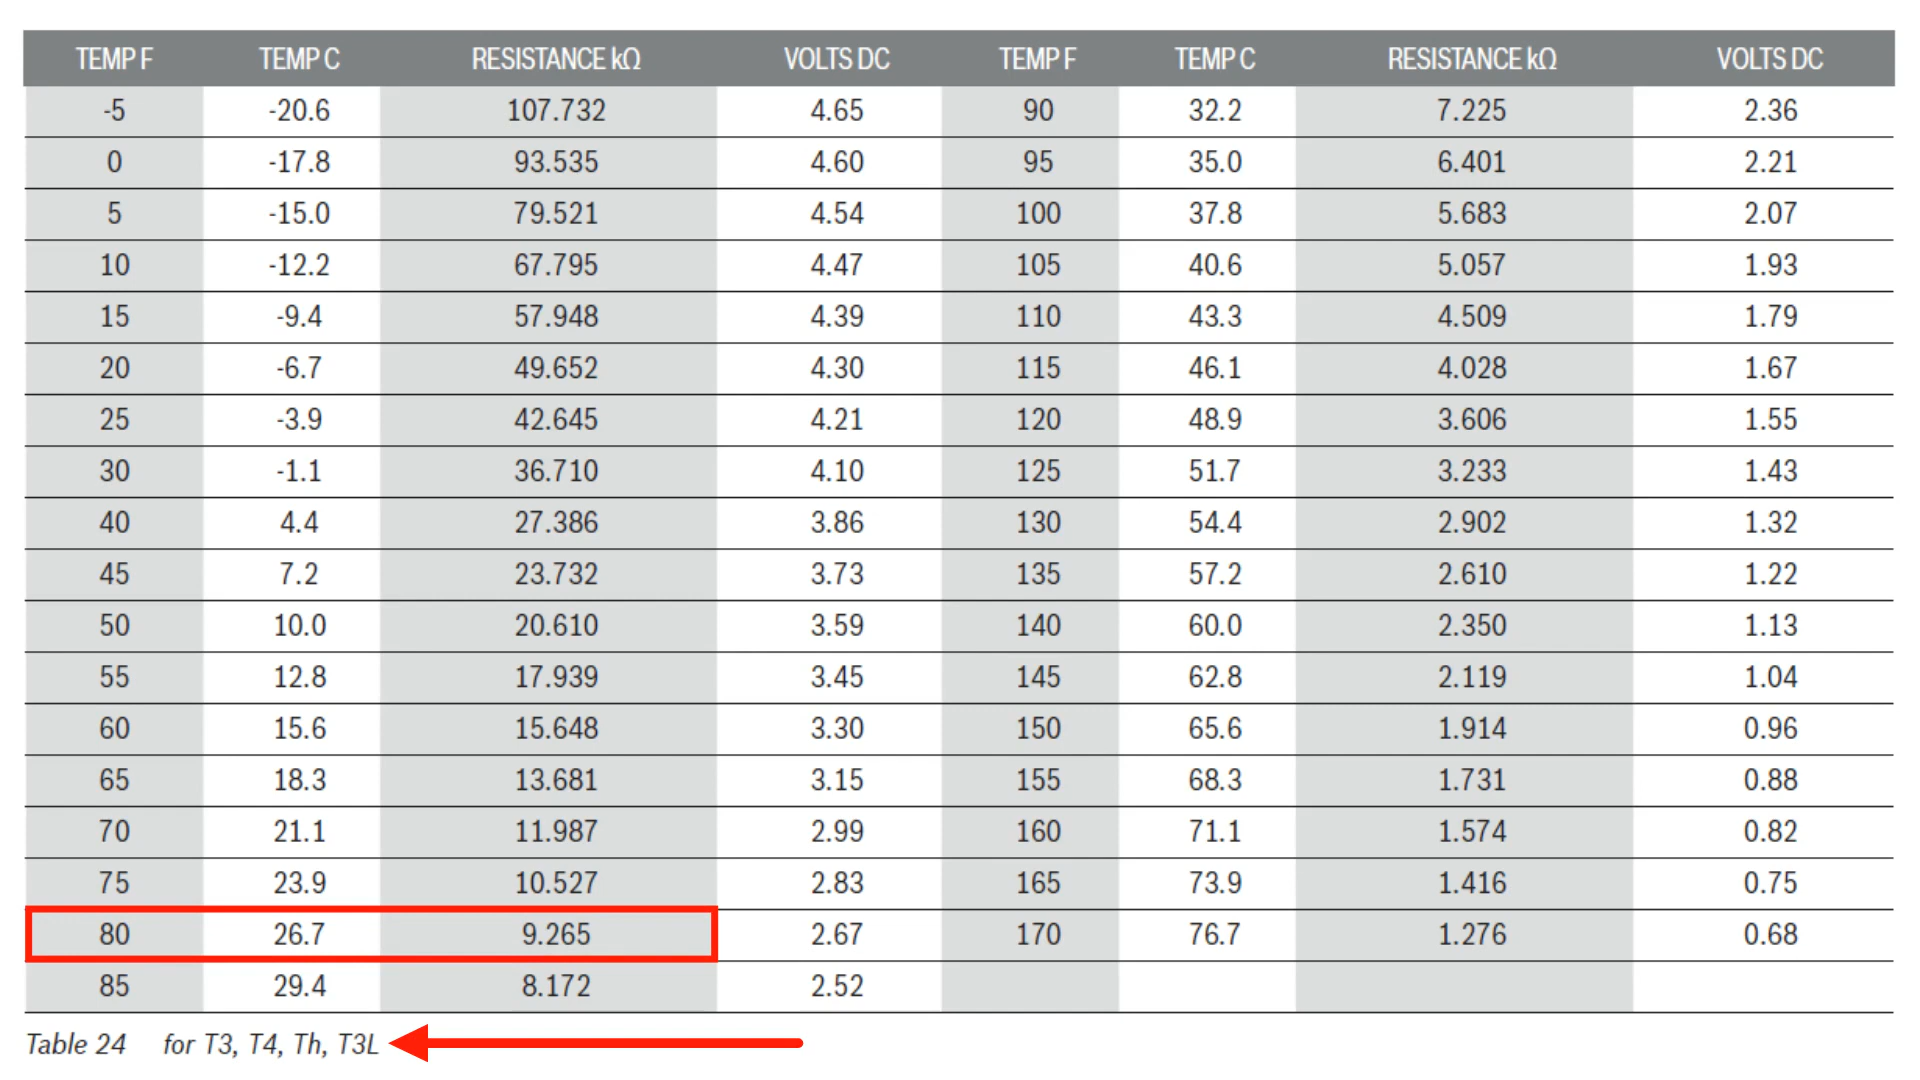 TEMP F TEMP C RESISTANCE kΩ VOLTS DC TEMP F TEMP C RESISTANCE kΩ VOLTS DC
-5 -20.6 107.732 4.65 90 32.2 7.225 2.36
0 -17.8 93.535 4.60 95 35.0 6.401 2.21
5 -15.0 79.521 4.54 100 37.8 5.683 2.07
10 -12.2 67.795 4.47 105 40.6 5.057 1.93
15 -9.4 57.948 4.39 110 43.3 4.509 1.79
20 -6.7 49.652 4.30 115 46.1 4.028 1.67
25 -3.9 42.645 4.21 120 48.9 3.606 1.55
30 -1.1 36.710 4.10 125 51.7 3.233 1.43
40 4.4 27.386 3.86 130 54.4 2.902 1.32
45 7.2 23.732 3.73 135 57.2 2.610 1.22
50 10.0 20.610 3.59 140 60.0 2.350 1.13
55 12.8 17.939 3.45 145 62.8 2.119 1.04
60 15.6 15.648 3.30 150 65.6 1.914 0.96
65 18.3 13.681 3.15 155 68.3 1.731 0.88
70 21.1 11.987 2.99 160 71.1 1.574 0.82
75 23.9 10.527 2.83 165 73.9 1.416 0.75
80 26.7 9.265 2.67 170 76.7 1.276 0.68
85 29.4 8.172 2.52
Table 24 for T3, T4, Th, T3L